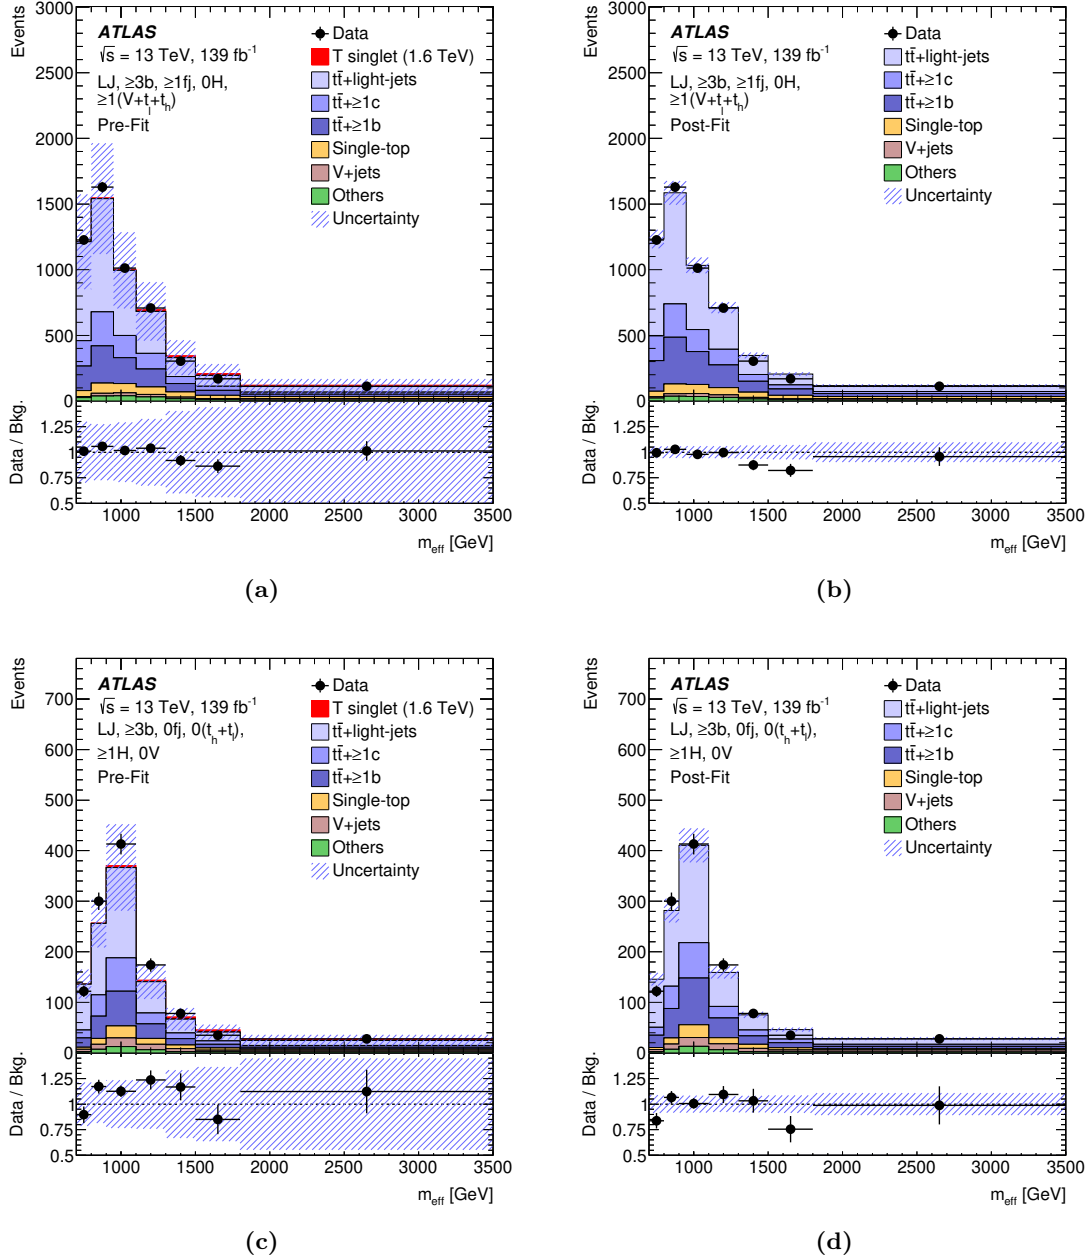 Events
3000
2500
2000
1500
1000
500
0
ATLAS
√s = 13 TeV, 139 fb⁻¹
LJ, ≥3b, ≥1fj, 0H,
≥1(V+t_l+t_h)
Pre-Fit
Data
T singlet (1.6 TeV)
tt̄+light-jets
tt̄+≥1c
tt̄+≥1b
Single-top
V+jets
Others
Uncertainty
Data / Bkg.
1.25
1
0.75
0.5
1000 1500 2000 2500 3000 3500
m_eff [GeV]
(a)
Events
3000
2500
2000
1500
1000
500
0
ATLAS
√s = 13 TeV, 139 fb⁻¹
LJ, ≥3b, ≥1fj, 0H,
≥1(V+t_l+t_h)
Post-Fit
Data
tt̄+light-jets
tt̄+≥1c
tt̄+≥1b
Single-top
V+jets
Others
Uncertainty
Data / Bkg.
1.25
1
0.75
0.5
1000 1500 2000 2500 3000 3500
m_eff [GeV]
(b)
Events
700
600
500
400
300
200
100
0
ATLAS
√s = 13 TeV, 139 fb⁻¹
LJ, ≥3b, 0fj, 0(t_h+t_l),
≥1H, 0V
Pre-Fit
Data
T singlet (1.6 TeV)
tt̄+light-jets
tt̄+≥1c
tt̄+≥1b
Single-top
V+jets
Others
Uncertainty
Data / Bkg.
1.25
1
0.75
0.5
1000 1500 2000 2500 3000 3500
m_eff [GeV]
(c)
Events
700
600
500
400
300
200
100
0
ATLAS
√s = 13 TeV, 139 fb⁻¹
LJ, ≥3b, 0fj, 0(t_h+t_l),
≥1H, 0V
Post-Fit
Data
tt̄+light-jets
tt̄+≥1c
tt̄+≥1b
Single-top
V+jets
Others
Uncertainty
Data / Bkg.
1.25
1
0.75
0.5
1000 1500 2000 2500 3000 3500
m_eff [GeV]
(d)